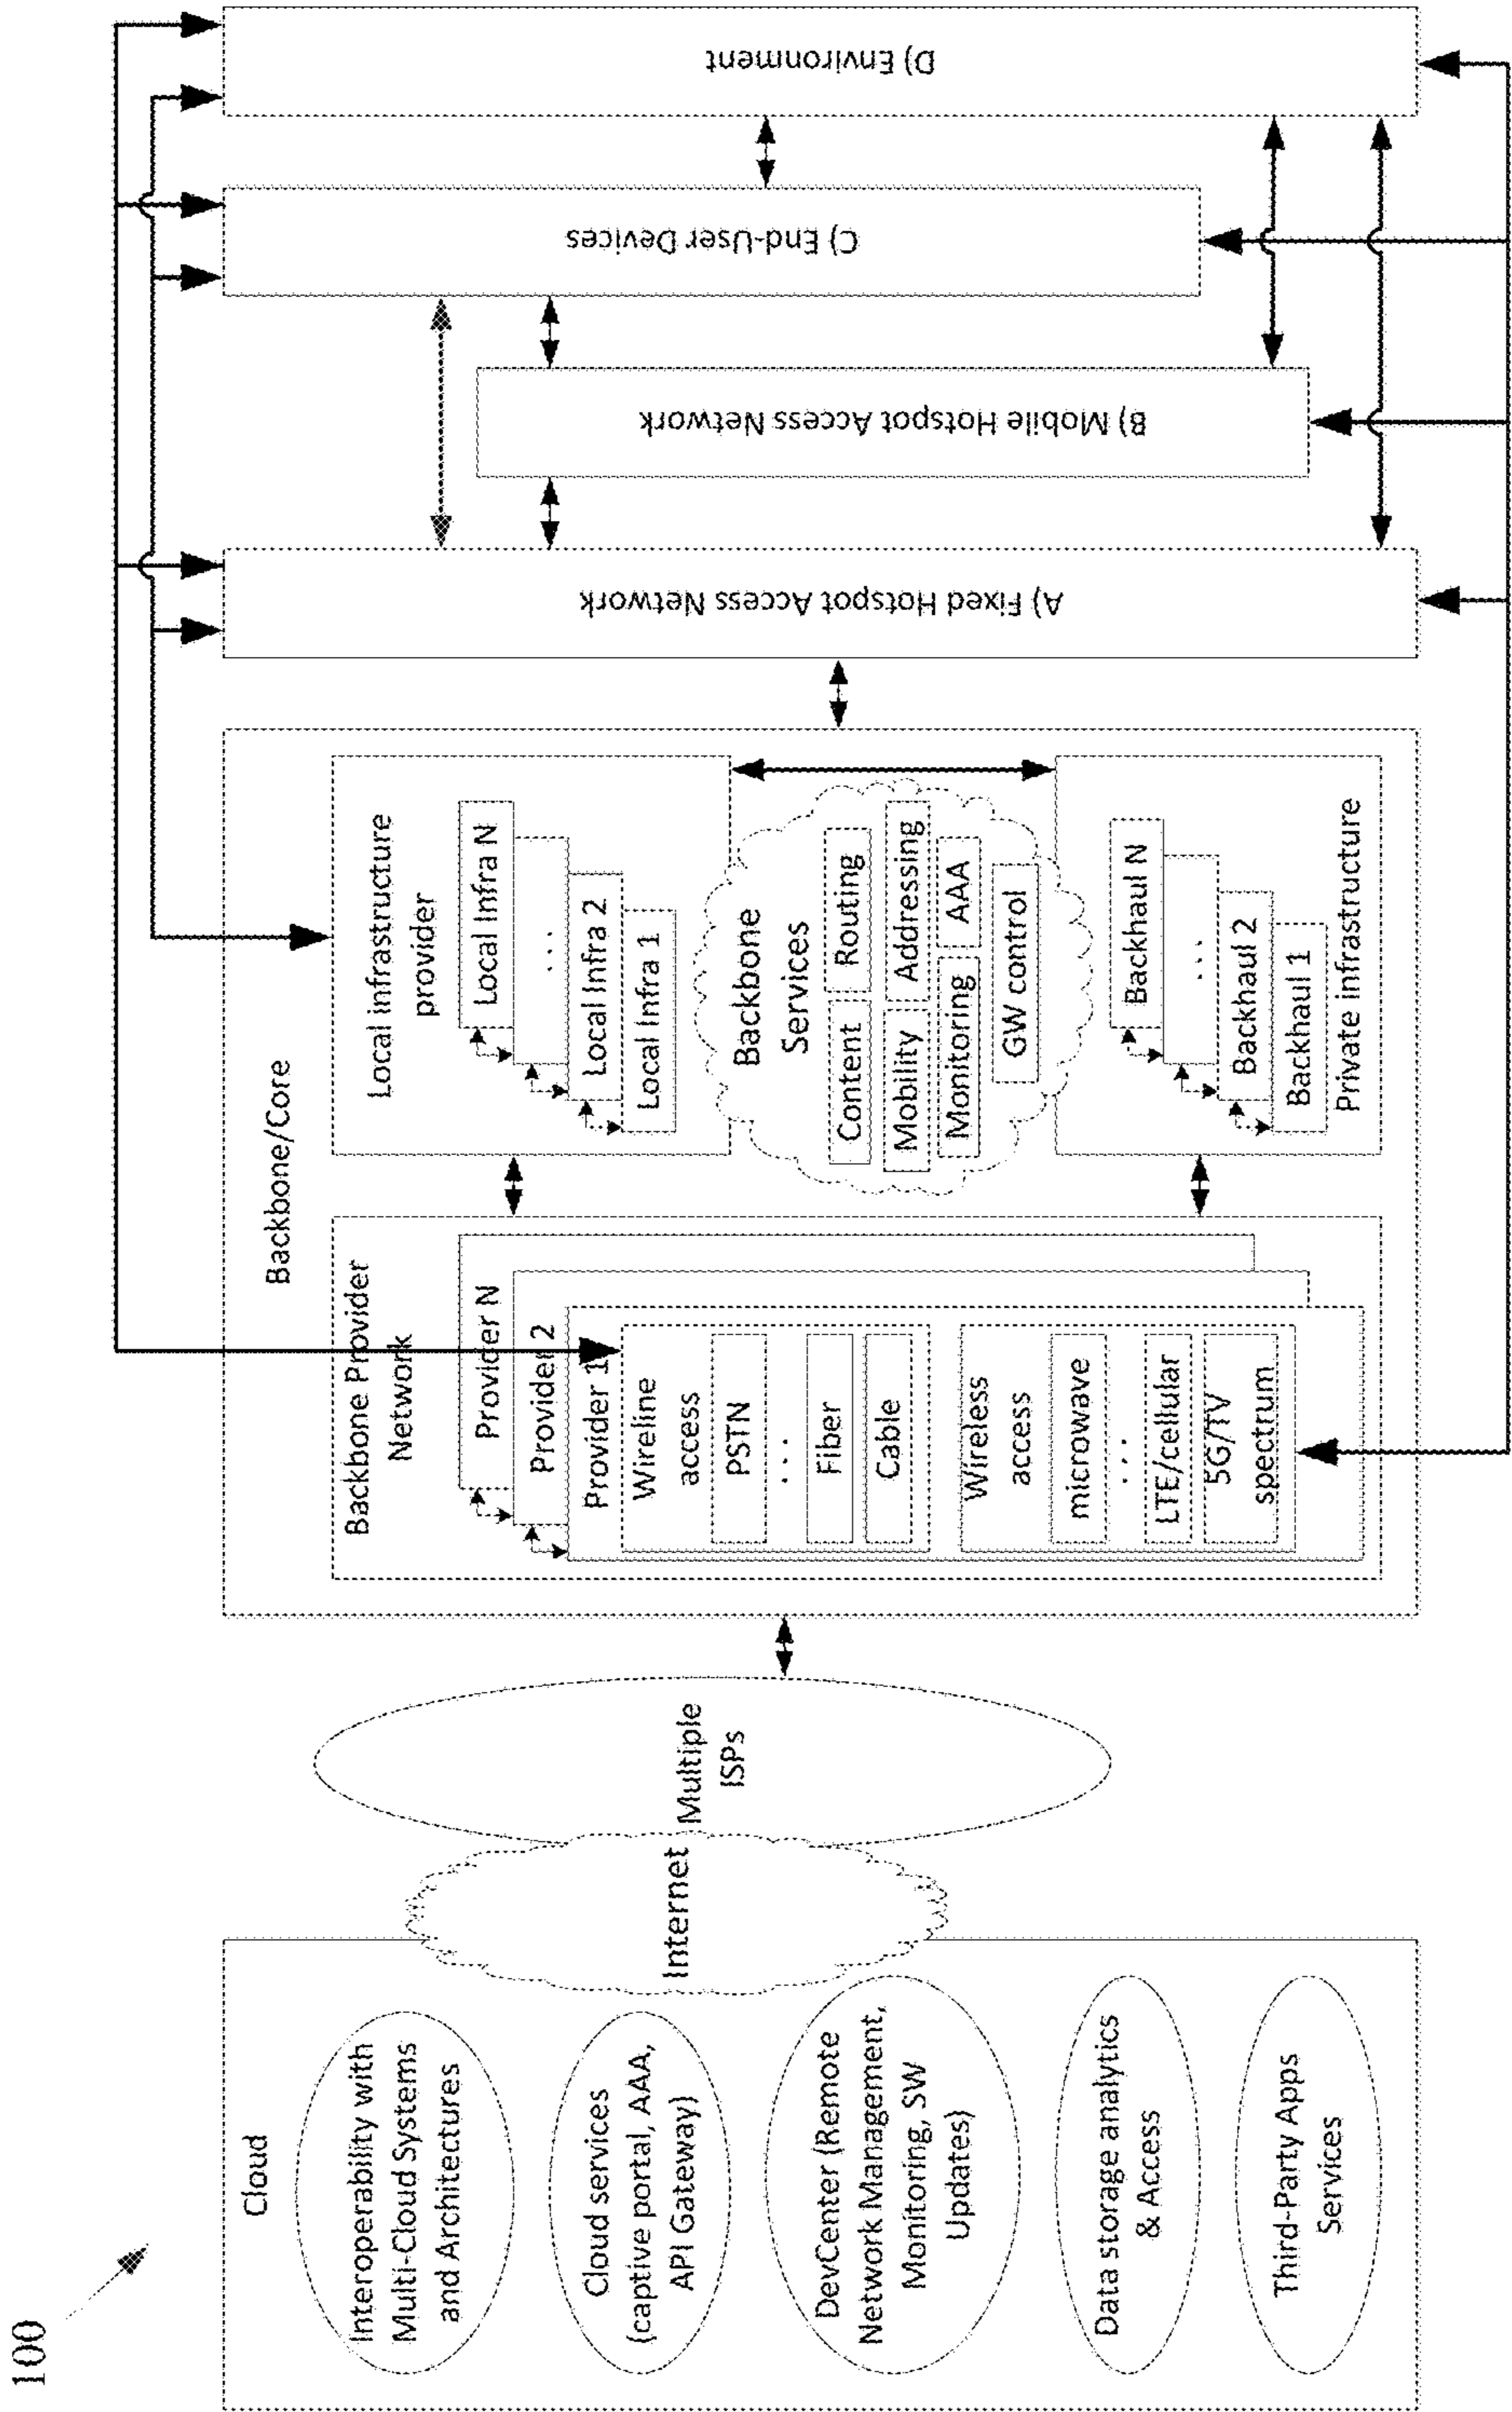 100
Cloud
Interoperability with
Multi-Cloud Systems
and Architectures
Cloud services
(captive portal, AAA,
API Gateway)
DevCenter (Remote
Network Management,
Monitoring, SW
Updates)
Data storage analytics
& Access
Third-Party Apps
Services
Internet
Multiple
ISPs
Backbone/Core
Backbone Provider
Network
Provider N
Provider 2
Provider 1
Wireline
access
PSTN
...
Fiber
Cable
Wireless
access
microwave
...
LTE/cellular
5G/TV
spectrum
Local infrastructure
provider
Local Infra N
...
Local Infra 2
Local Infra 1
Backbone
Services
Content
Routing
Mobility
Addressing
Monitoring
AAA
GW control
Backhaul N
...
Backhaul 2
Backhaul 1
Private infrastructure
A) Fixed Hotspot Access Network
B) Mobile Hotspot Access Network
C) End-User Devices
D) Environment